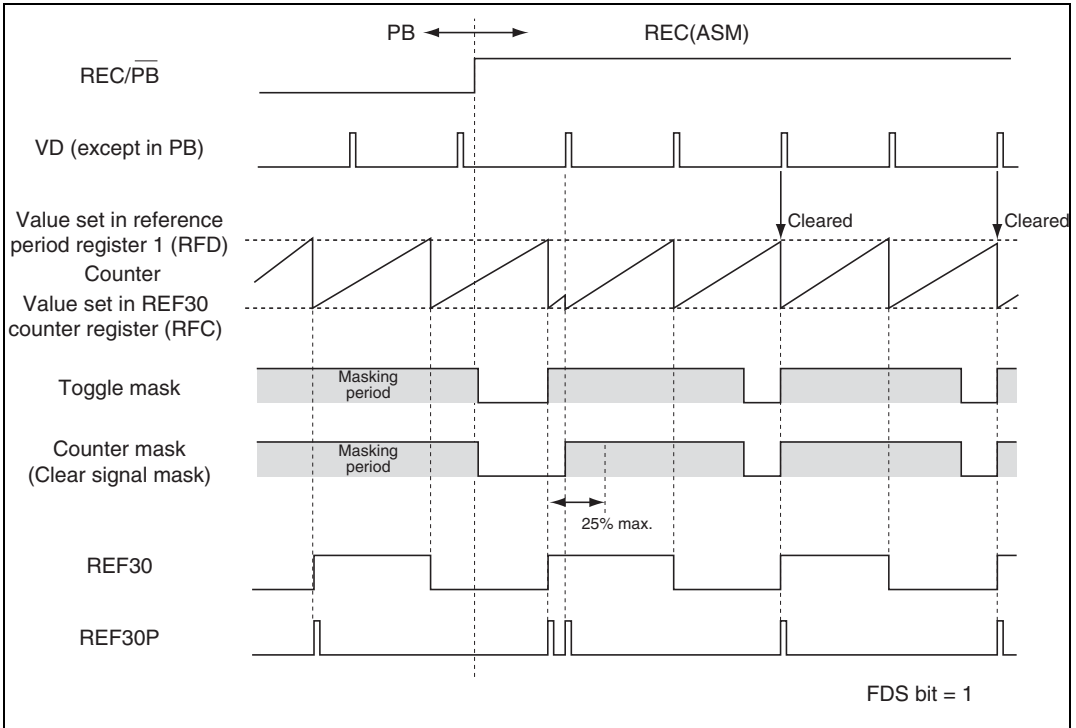 PB REC(ASM)
REC/P̅B̅
VD (except in PB)
Value set in reference
period register 1 (RFD)
Cleared Cleared
Counter
Value set in REF30
counter register (RFC)
Toggle mask
Masking
period
Counter mask
(Clear signal mask)
Masking
period
25% max.
REF30
REF30P
FDS bit = 1